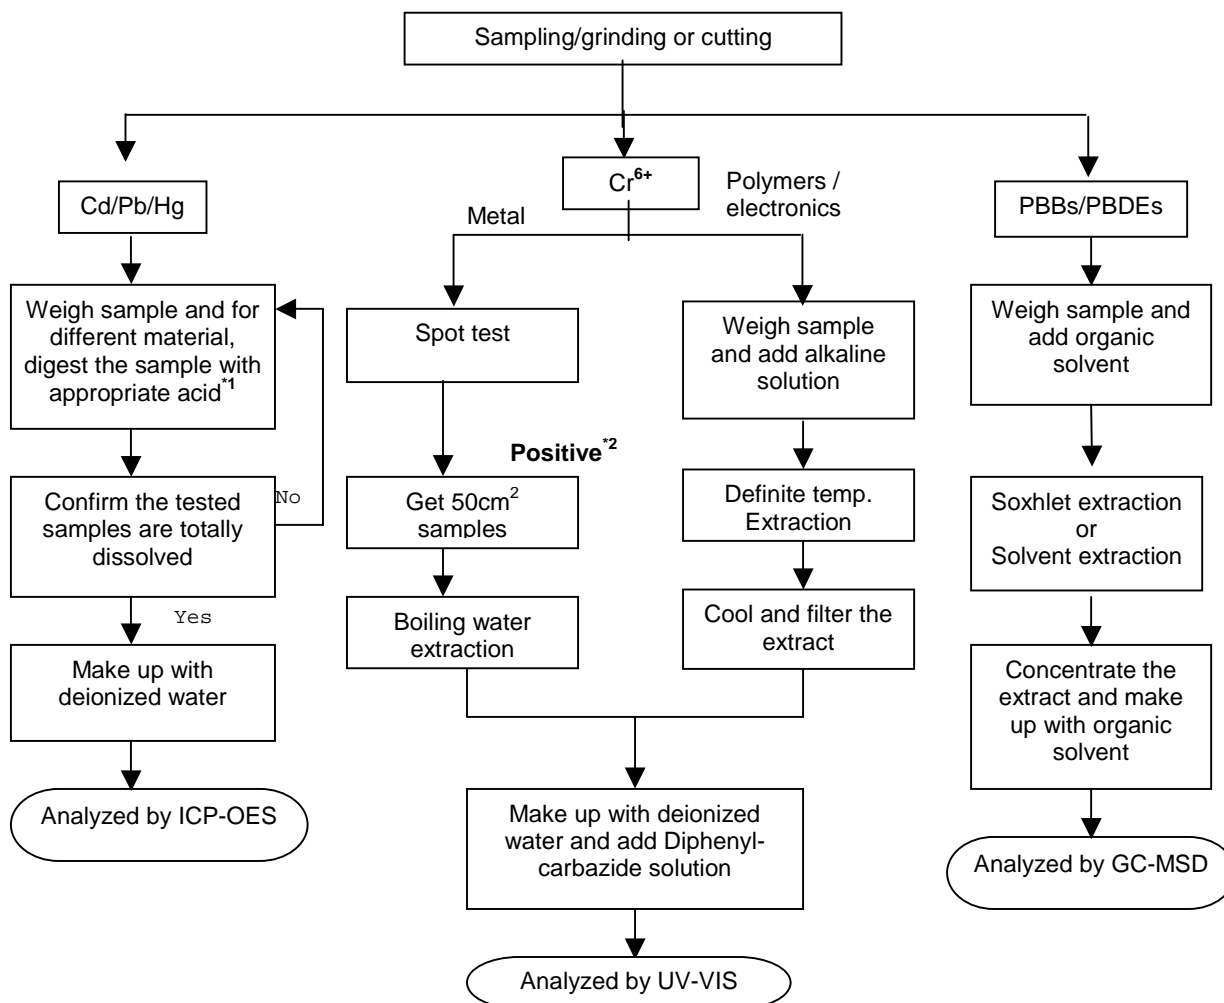 Sampling/grinding or cutting
Cd/Pb/Hg
Weigh sample and for
different material,
digest the sample with
appropriate acid*1
Confirm the tested
samples are totally
dissolved
No
Yes
Make up with
deionized water
Analyzed by ICP-OES
Cr6+
Metal
Polymers /
electronics
Spot test
Positive*2
Get 50cm2
samples
Boiling water
extraction
Weigh sample
and add alkaline
solution
Definite temp.
Extraction
Cool and filter the
extract
Make up with deionized
water and add Diphenyl-
carbazide solution
Analyzed by UV-VIS
PBBs/PBDEs
Weigh sample and
add organic
solvent
Soxhlet extraction
or
Solvent extraction
Concentrate the
extract and make
up with organic
solvent
Analyzed by GC-MSD